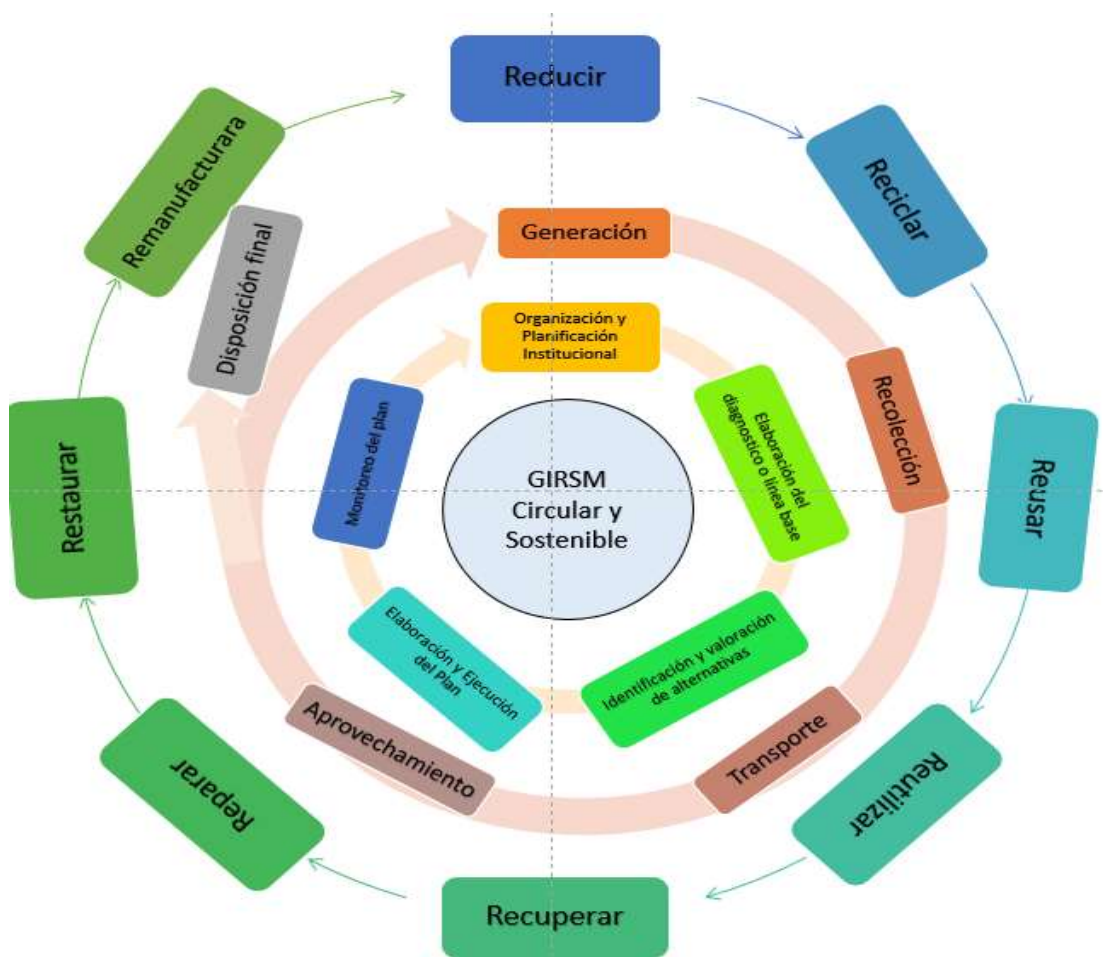 Reducir
Reciclar
Reusar
Reutilizar
Recuperar
Reparar
Restaurar
Remanufacturara
Generación
Recolección
Transporte
Aprovechamiento
Disposición final
Organización y
Planificación
Institucional
Elaboración del
diagnostico o línea base
Identificación y valoración
de alternativas
Elaboración y Ejecución
del Plan
Monitoreo del plan
GIRSM
Circular y
Sostenible